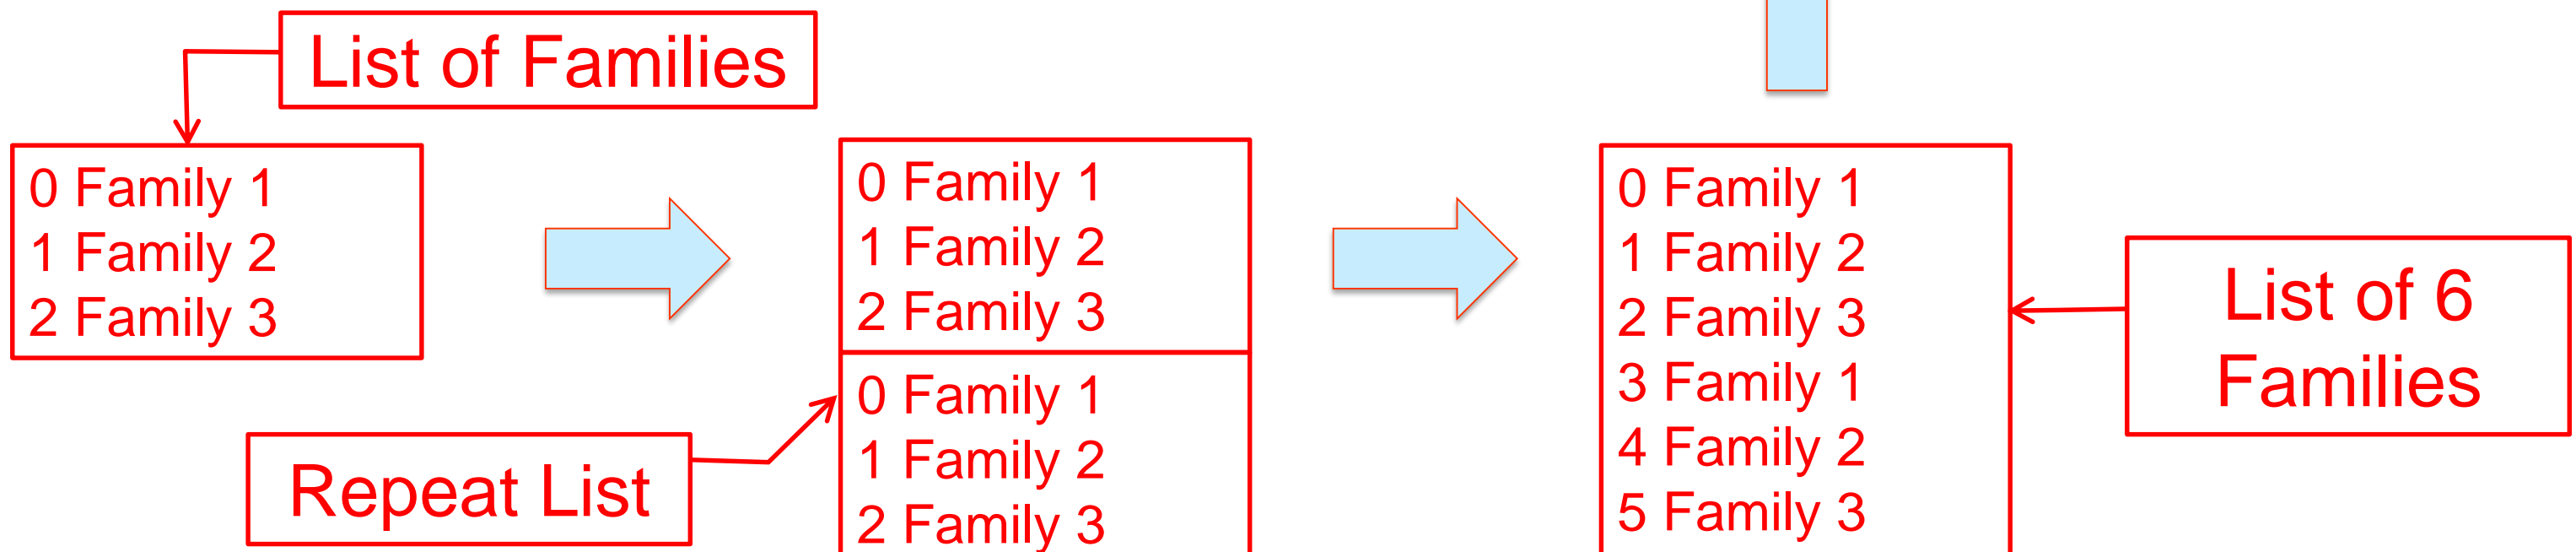 List of Families
0 Family 1
1 Family 2
2 Family 3
Repeat List
0 Family 1
1 Family 2
2 Family 3
0 Family 1
1 Family 2
2 Family 3
0 Family 1
1 Family 2
2 Family 3
3 Family 1
4 Family 2
5 Family 3
List of 6
Families